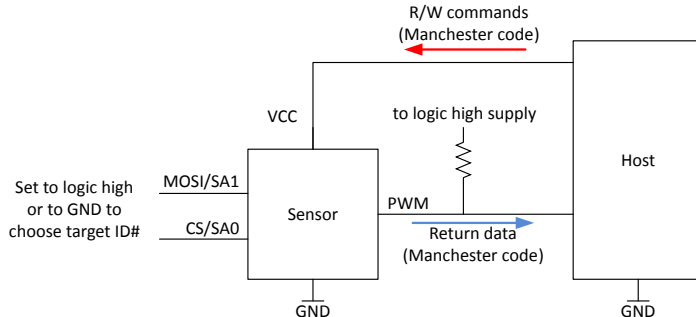 R/W commands
(Manchester code)
VCC
to logic high supply
Host
Set to logic high
or to GND to
choose target ID#
MOSI/SA1
Sensor
PWM
CS/SA0
Return data
(Manchester code)
GND
GND